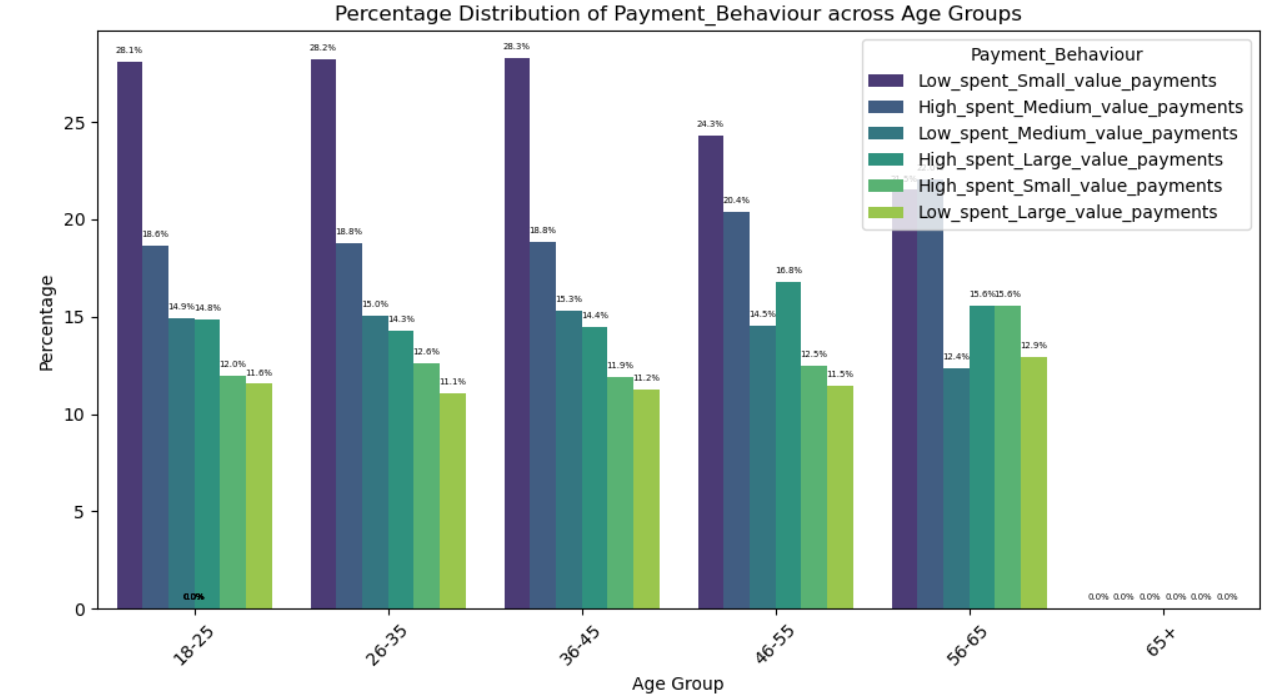 Percentage Distribution of Payment_Behaviour across Age Groups
Payment_Behaviour
Low_spent_Small_value_payments
High_spent_Medium_value_payments
Low_spent_Medium_value_payments
High_spent_Large_value_payments
High_spent_Small_value_payments
Low_spent_Large_value_payments
Percentage
25
20
15
10
5
0
28.1% 18.6% 14.9% 14.8% 12.0% 11.6%
0.0%
28.2% 18.8% 15.0% 14.3% 12.6% 11.1%
28.3% 18.8% 15.3% 14.4% 11.9% 11.2%
24.3% 20.4% 14.5% 16.8% 12.5% 11.5%
12.4% 15.6% 15.6% 12.9%
0.0% 0.0% 0.0% 0.0% 0.0% 0.0%
18-25 26-35 36-45 46-55 56-65 65+
Age Group